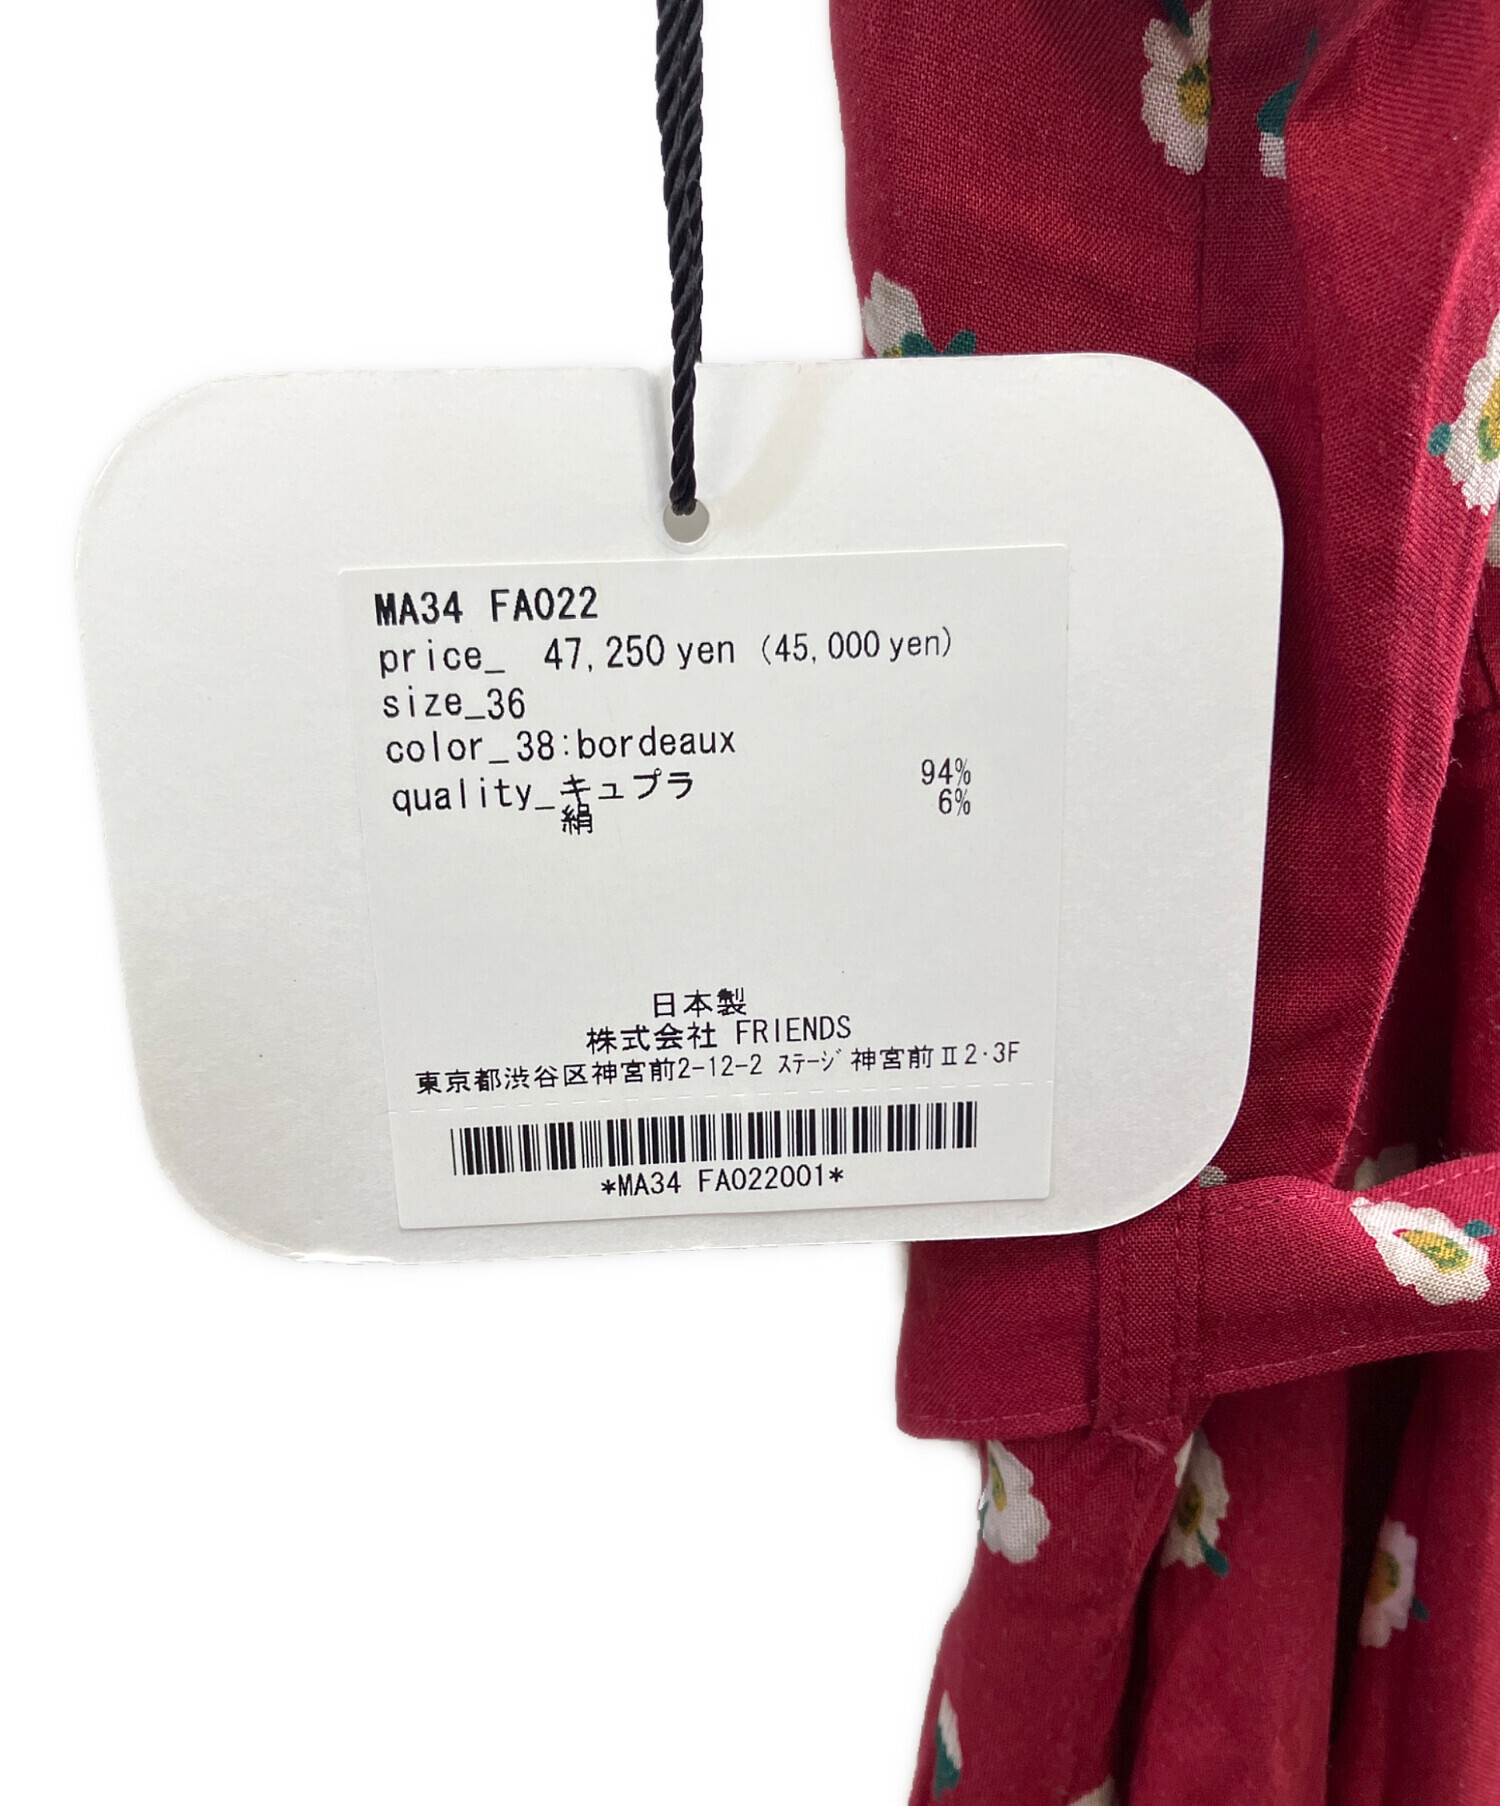 MA34 FA022
price_ 47,250 yen (45,000 yen)
size_36
color_38:bordeaux
quality_キュプラ 94%
絹 6%
日本製
株式会社 FRIENDS
東京都渋谷区神宮前2-12-2 ｽﾃｰｼﾞ神宮前Ⅱ2･3F
*MA34 FA022001*